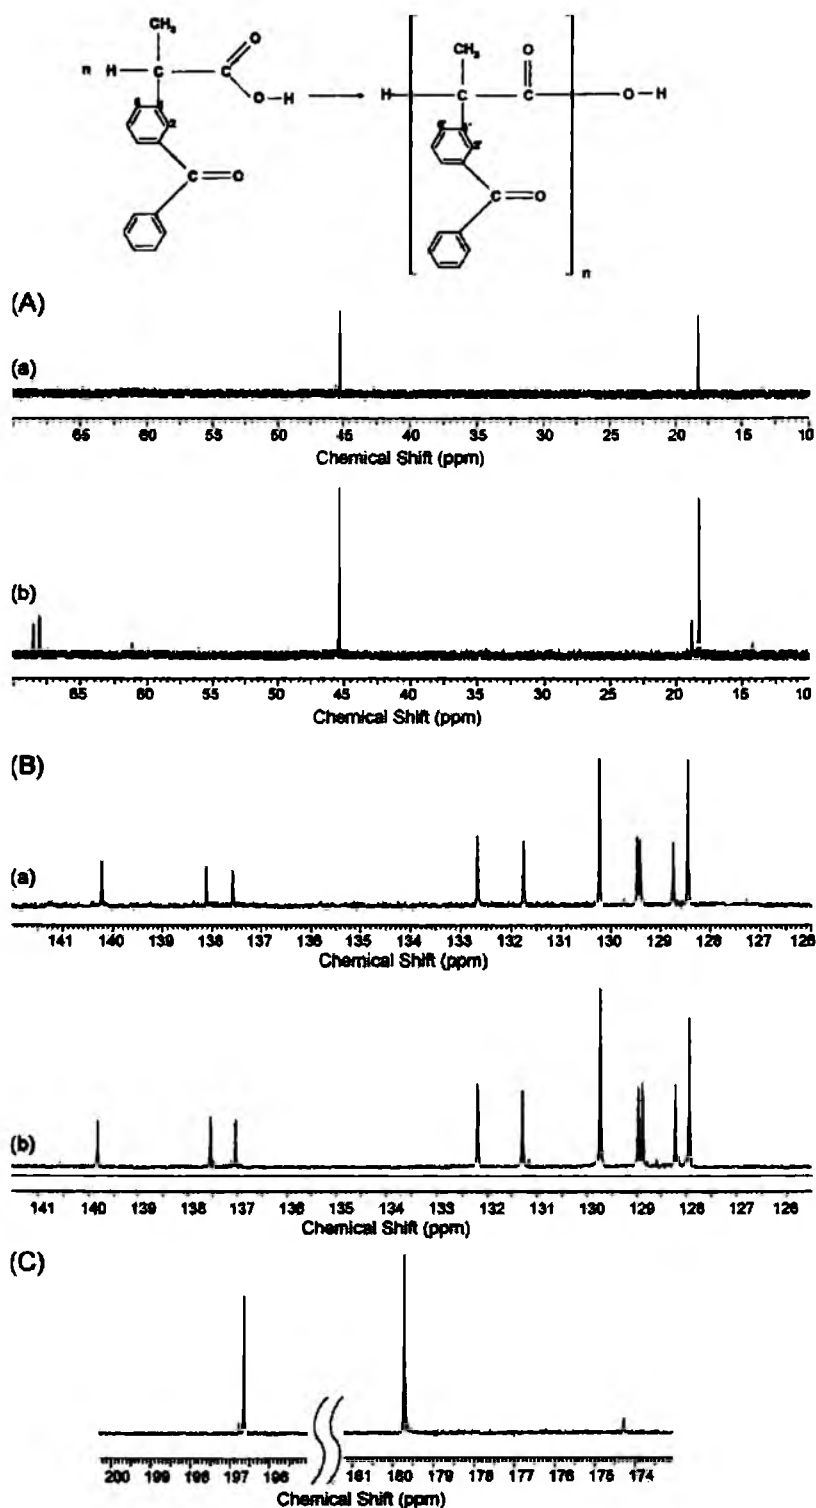 CH₃ O CH₃ O
n H C C H C C O H
O H
2
C O C O
n
(A)
(a)
65 60 55 50 45 40 35 30 25 20 15 10
Chemical Shift (ppm)
(b)
65 60 55 50 45 40 35 30 25 20 15 10
Chemical Shift (ppm)
(B)
(a)
141 140 139 138 137 136 135 134 133 132 131 130 129 128 127 126
Chemical Shift (ppm)
(b)
141 140 139 138 137 136 135 134 133 132 131 130 129 128 126
Chemical Shift (ppm)
(C)
200 199 198 197 196 180 179 178 177 176 175 174
Chemical Shift (ppm)